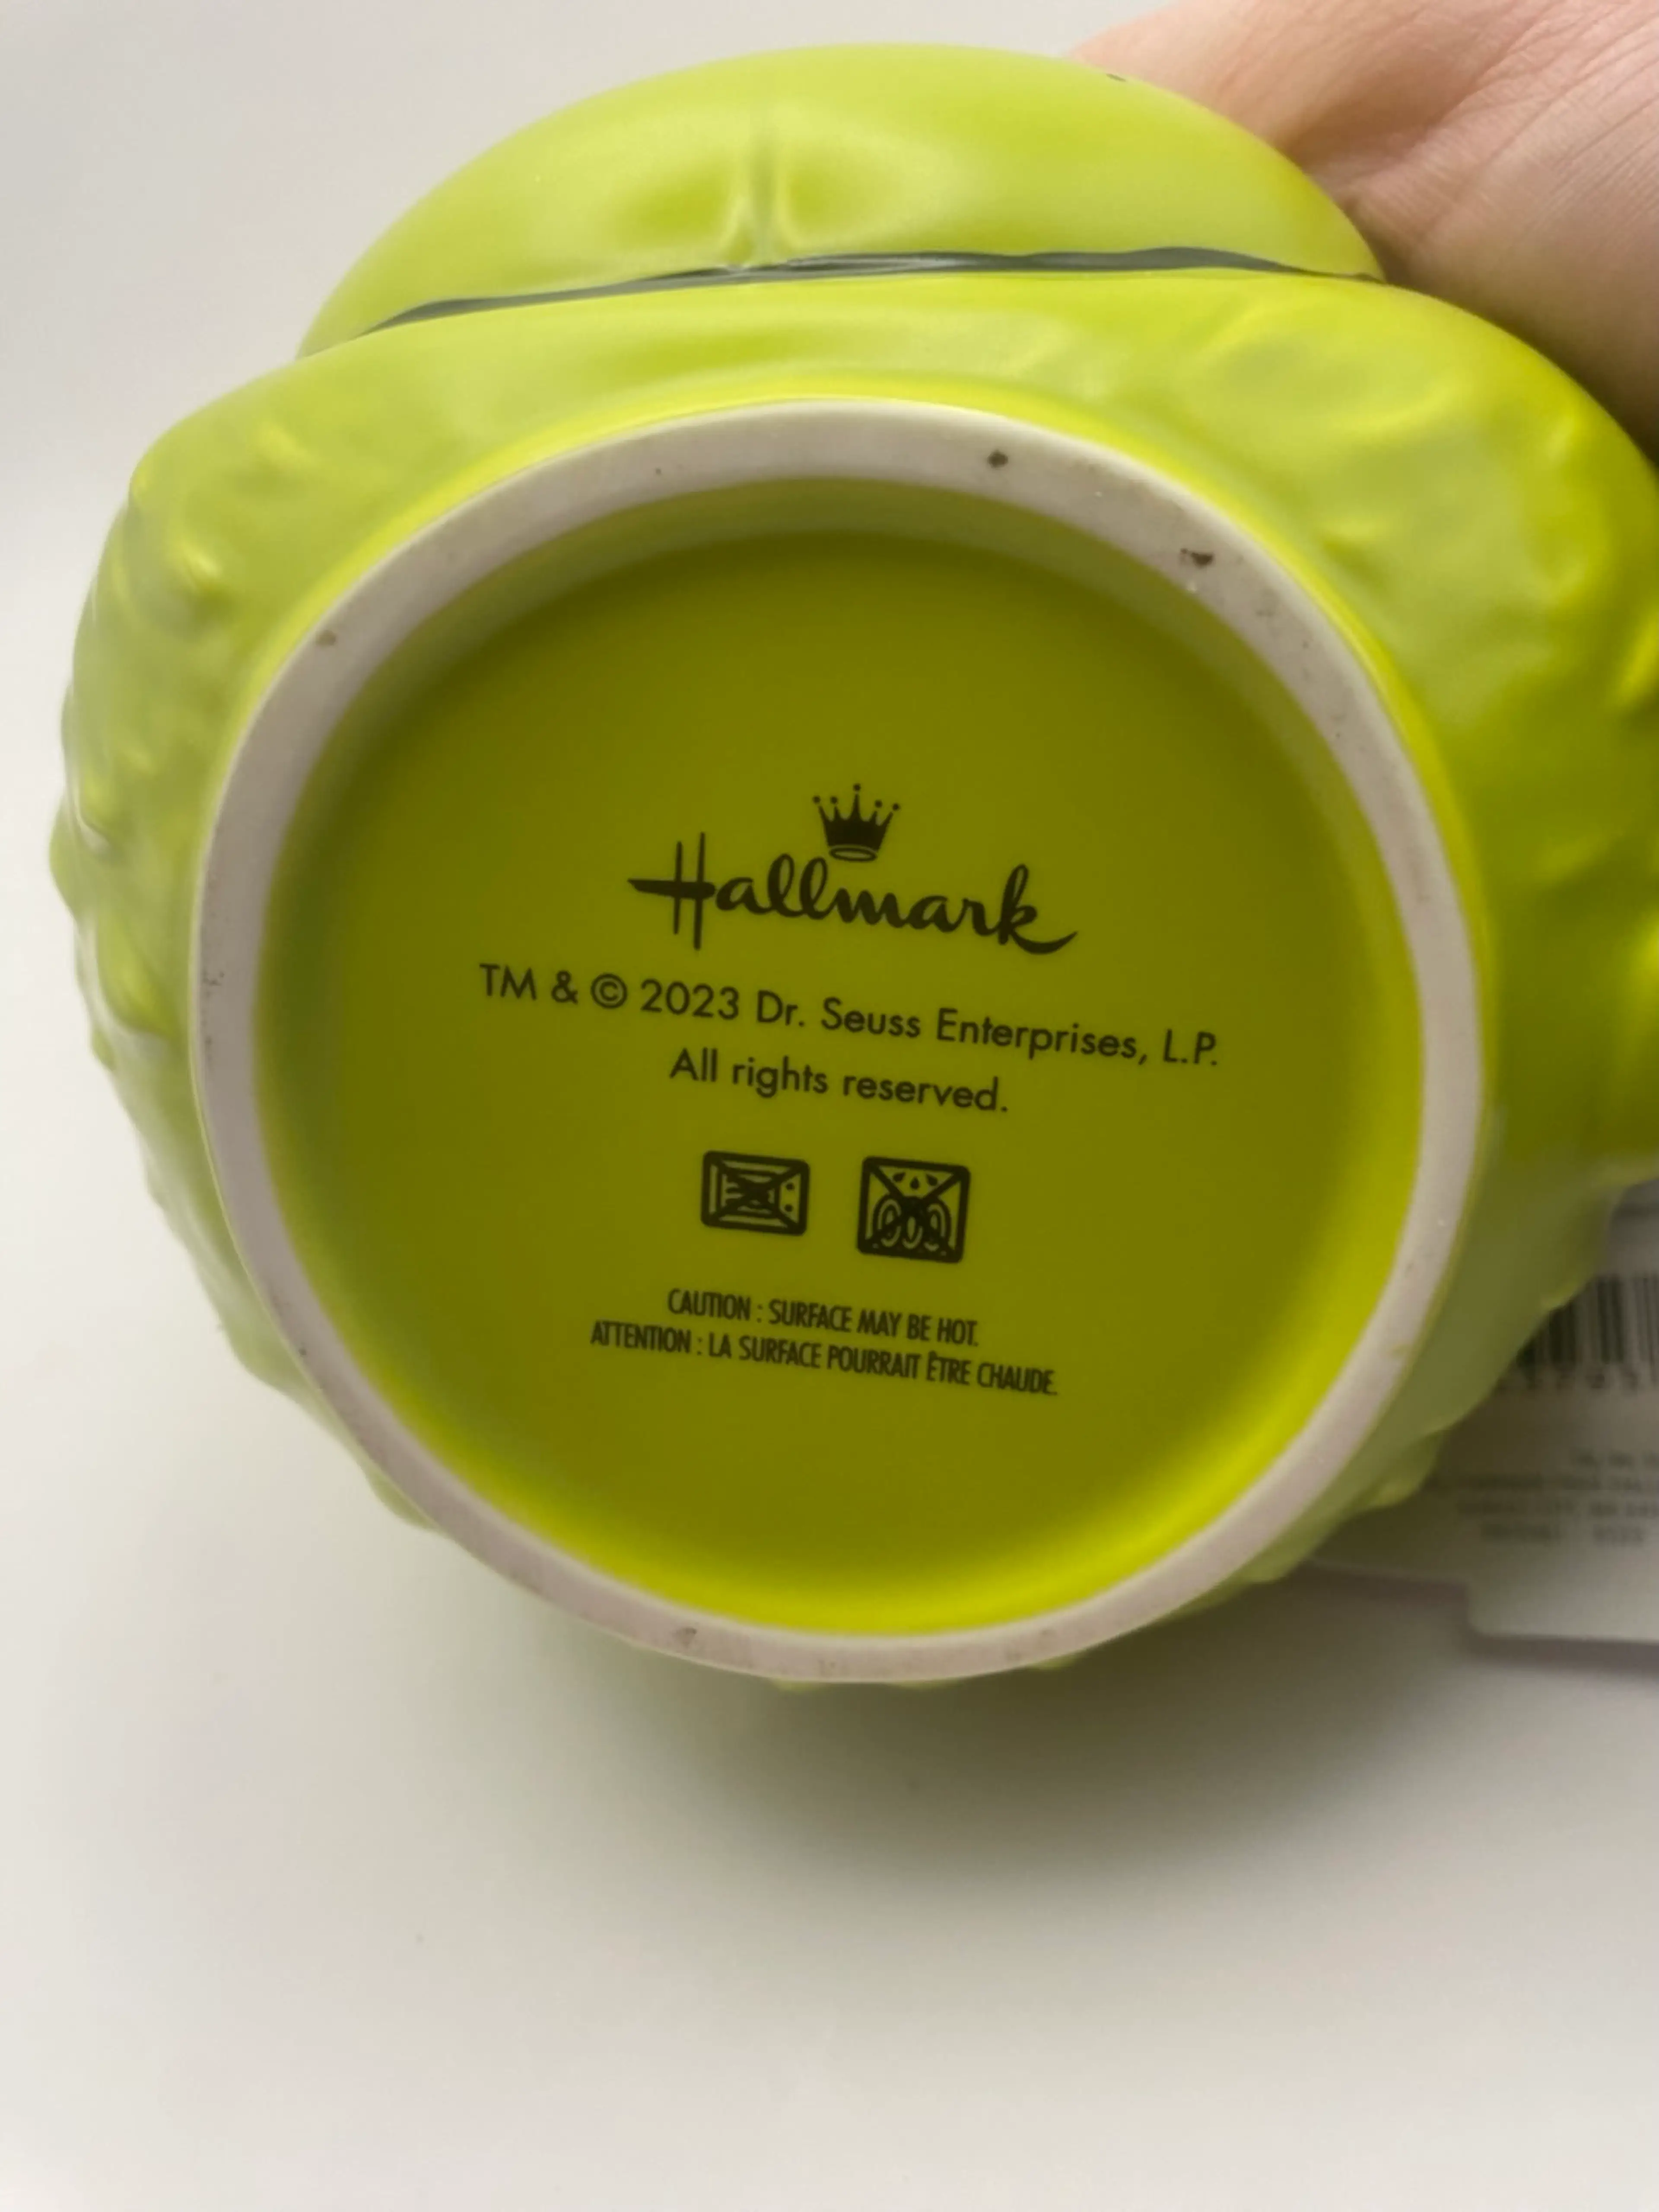 Hallmark
TM & © 2023 Dr. Seuss Enterprises, L.P.
All rights reserved.
CAUTION : SURFACE MAY BE HOT.
ATTENTION : LA SURFACE POURRAIT ÊTRE CHAUDE.